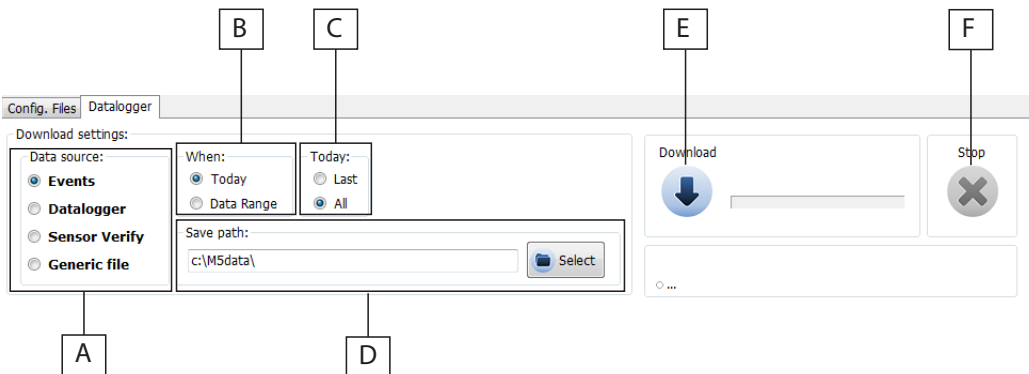 B C E F
Config. Files Datalogger
Download settings:
Data source: When: Today: Download Stop
Events Today Last
Datalogger Data Range All
Sensor Verify Save path:
Generic file c:\M5data\ Select
...
A D